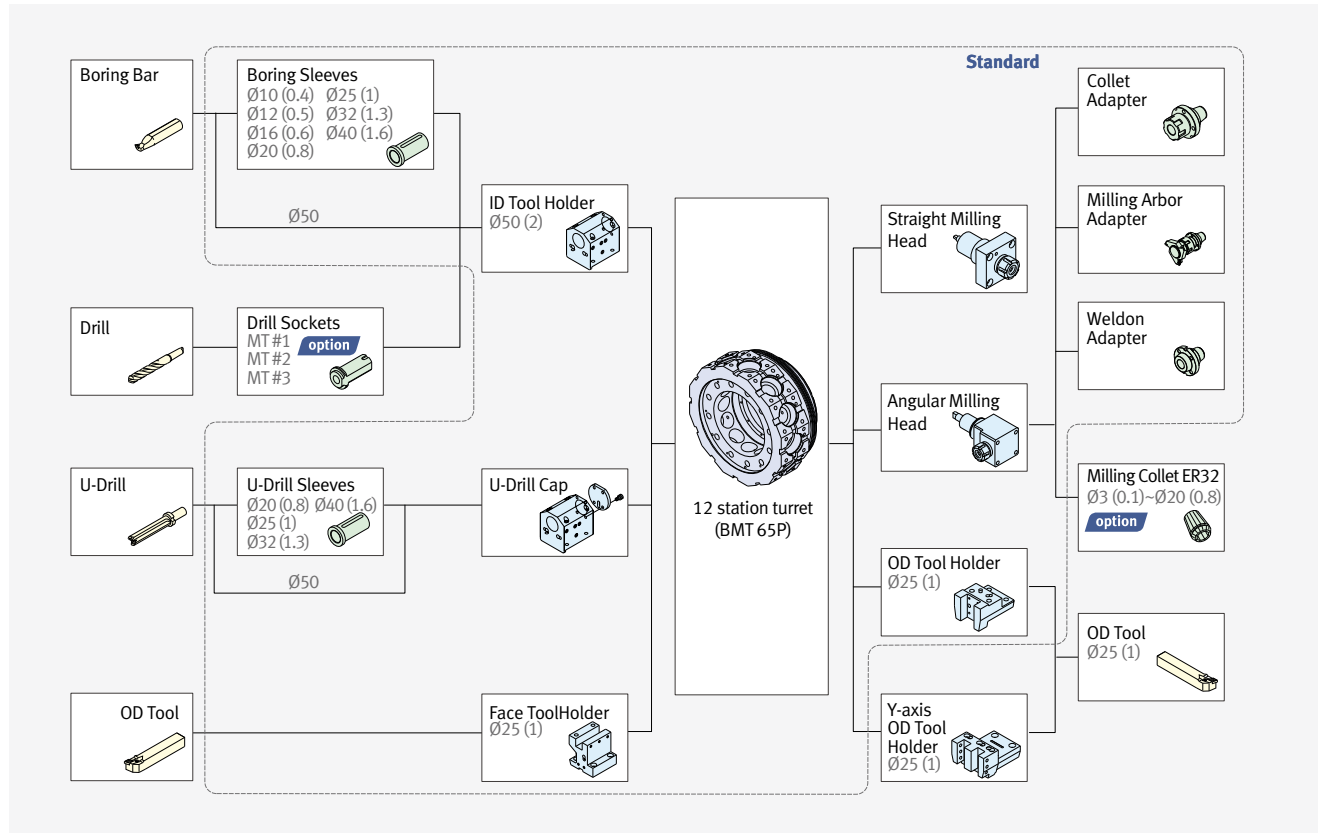 Standard
Boring Bar
Boring Sleeves
Ø10 (0.4) Ø25 (1)
Ø12 (0.5) Ø32 (1.3)
Ø16 (0.6) Ø40 (1.6)
Ø20 (0.8)
Ø50
ID Tool Holder
Ø50 (2)
Drill
Drill Sockets
MT #1 option
MT #2
MT #3
U-Drill
U-Drill Sleeves
Ø20 (0.8) Ø40 (1.6)
Ø25 (1)
Ø32 (1.3)
Ø50
U-Drill Cap
OD Tool
Face ToolHolder
Ø25 (1)
12 station turret
(BMT 65P)
Straight Milling
Head
Angular Milling
Head
OD Tool Holder
Ø25 (1)
Y-axis
OD Tool
Holder
Ø25 (1)
Collet
Adapter
Milling Arbor
Adapter
Weldon
Adapter
Milling Collet ER32
Ø3 (0.1)~Ø20 (0.8)
option
OD Tool
Ø25 (1)